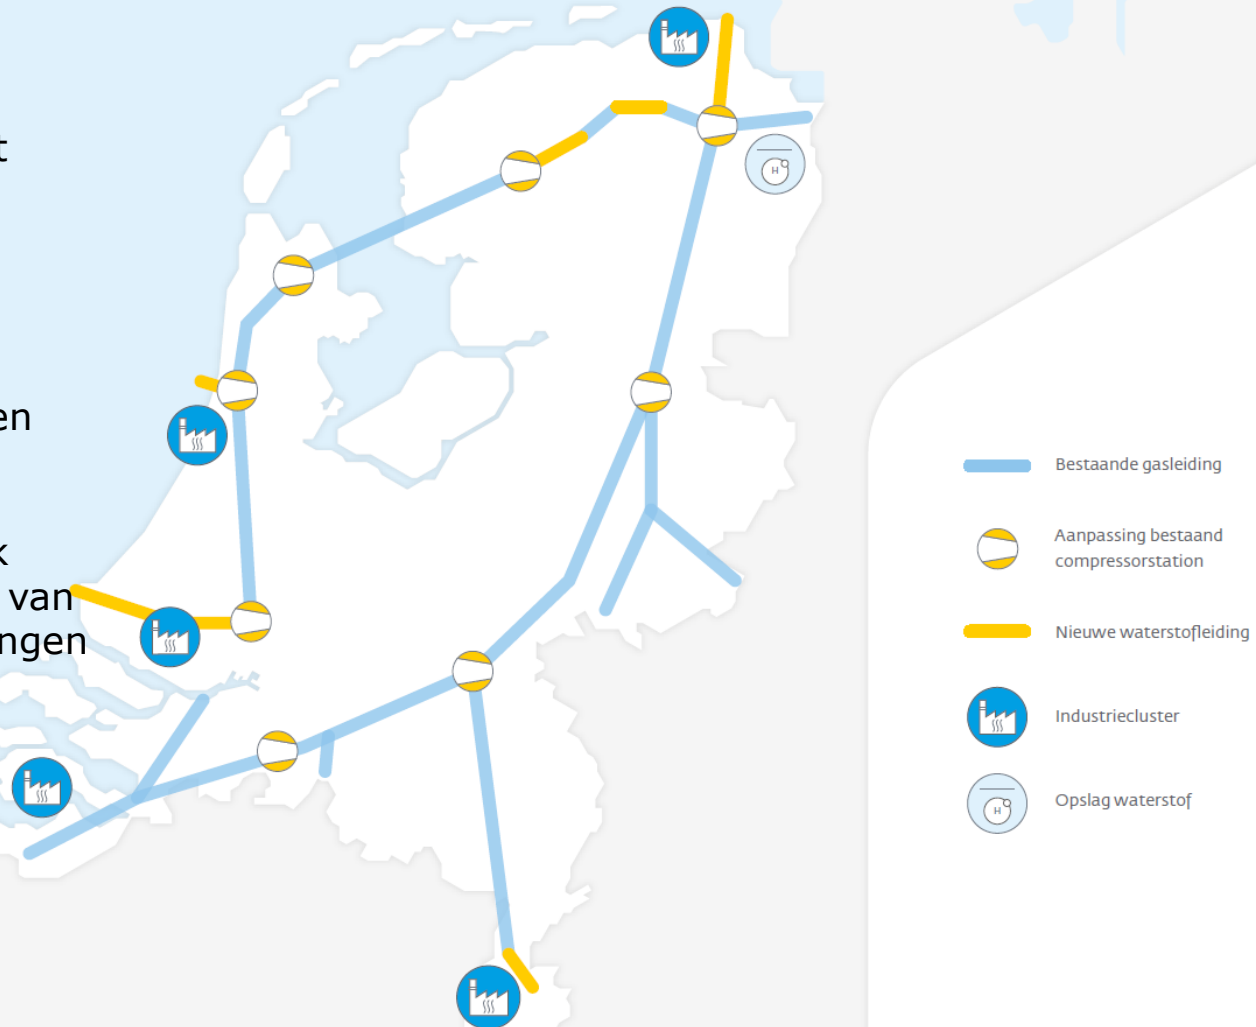 t
en
k
van
ngen
Bestaande gasleiding
Aanpassing bestaand
compressorstation
Nieuwe waterstofleiding
Industriecluster
H
Opslag waterstof
H